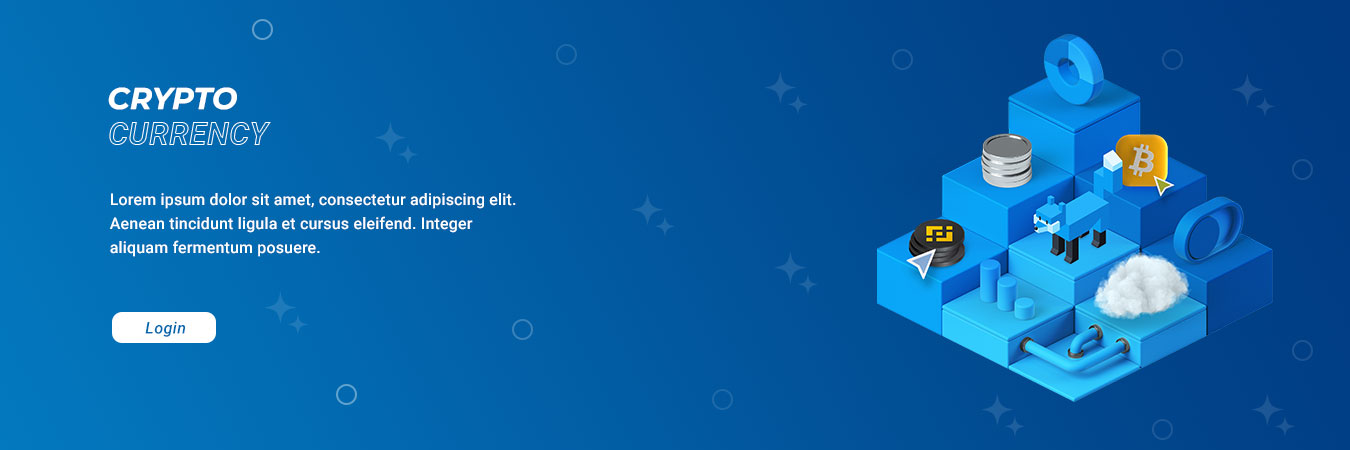 CRYPTO
CURRENCY
Lorem ipsum dolor sit amet, consectetur adipiscing elit.
Aenean tincidunt ligula et cursus eleifend. Integer
aliquam fermentum posuere.
Login